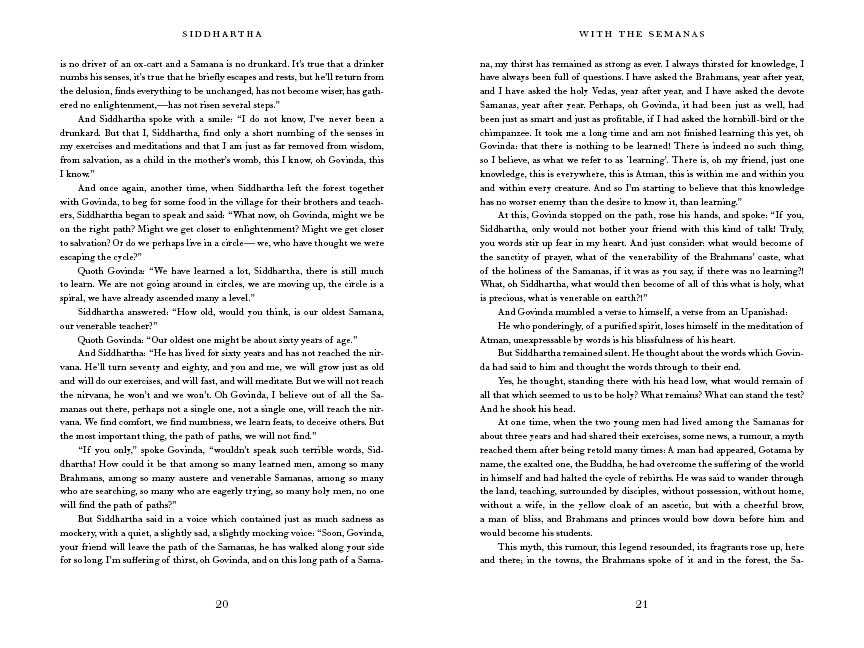 SIDDHARTHA
is no driver of an ox-cart and a Samana is no drunkard. It's true that a drinker
numbs his senses, it's true that he briefly escapes and rests, but he'll return from
the delusion, finds everything to be unchanged, has not become wiser, has gath-
ered no enlightenment,—has not risen several steps.”
And Siddhartha spoke with a smile: “I do not know, I've never been a
drunkard. But that I, Siddhartha, find only a short numbing of the senses in
my exercises and meditations and that I am just as far removed from wisdom,
from salvation, as a child in the mother's womb, this I know, oh Govinda, this
I know.”
And once again, another time, when Siddhartha left the forest together
with Govinda, to beg for some food in the village for their brothers and teach-
ers, Siddhartha began to speak and said: “What now, oh Govinda, might we be
on the right path? Might we get closer to enlightenment? Might we get closer
to salvation? Or do we perhaps live in a circle— we, who have thought we were
escaping the cycle?”
Quoth Govinda: “We have learned a lot, Siddhartha, there is still much
to learn. We are not going around in circles, we are moving up, the circle is a
spiral, we have already ascended many a level.”
Siddhartha answered: “How old, would you think, is our oldest Samana,
our venerable teacher?”
Quoth Govinda: “Our oldest one might be about sixty years of age.”
And Siddhartha: “He has lived for sixty years and has not reached the nir-
vana. He'll turn seventy and eighty, and you and me, we will grow just as old
and will do our exercises, and will fast, and will meditate. But we will not reach
the nirvana, he won't and we won't. Oh Govinda, I believe out of all the Sa-
manas out there, perhaps not a single one, not a single one, will reach the nir-
vana. We find comfort, we find numbness, we learn feats, to deceive others. But
the most important thing, the path of paths, we will not find.”
“If you only,” spoke Govinda, “wouldn't speak such terrible words, Sid-
dhartha! How could it be that among so many learned men, among so many
Brahmans, among so many austere and venerable Samanas, among so many
who are searching, so many who are eagerly trying, so many holy men, no one
will find the path of paths?”
But Siddhartha said in a voice which contained just as much sadness as
mockery, with a quiet, a slightly sad, a slightly mocking voice: “Soon, Govinda,
your friend will leave the path of the Samanas, he has walked along your side
for so long. I'm suffering of thirst, oh Govinda, and on this long path of a Sama-
20
WITH THE SEMANAS
na, my thirst has remained as strong as ever. I always thirsted for knowledge, I
have always been full of questions. I have asked the Brahmans, year after year,
and I have asked the holy Vedas, year after year, and I have asked the devote
Samanas, year after year. Perhaps, oh Govinda, it had been just as well, had
been just as smart and just as profitable, if I had asked the hornbill-bird or the
chimpanzee. It took me a long time and am not finished learning this yet, oh
Govinda: that there is nothing to be learned! There is indeed no such thing,
so I believe, as what we refer to as ‘learning’. There is, oh my friend, just one
knowledge, this is everywhere, this is Atman, this is within me and within you
and within every creature. And so I'm starting to believe that this knowledge
has no worser enemy than the desire to know it, than learning.”
At this, Govinda stopped on the path, rose his hands, and spoke: “If you,
Siddhartha, only would not bother your friend with this kind of talk! Truly,
you words stir up fear in my heart. And just consider: what would become of
the sanctity of prayer, what of the venerability of the Brahmans' caste, what
of the holiness of the Samanas, if it was as you say, if there was no learning?!
What, oh Siddhartha, what would then become of all of this what is holy, what
is precious, what is venerable on earth?!”
And Govinda mumbled a verse to himself, a verse from an Upanishad:
He who ponderingly, of a purified spirit, loses himself in the meditation of
Atman, unexpressable by words is his blissfulness of his heart.
But Siddhartha remained silent. He thought about the words which Govin-
da had said to him and thought the words through to their end.
Yes, he thought, standing there with his head low, what would remain of
all that which seemed to us to be holy? What remains? What can stand the test?
And he shook his head.
At one time, when the two young men had lived among the Samanas for
about three years and had shared their exercises, some news, a rumour, a myth
reached them after being retold many times: A man had appeared, Gotama by
name, the exalted one, the Buddha, he had overcome the suffering of the world
in himself and had halted the cycle of rebirths. He was said to wander through
the land, teaching, surrounded by disciples, without possession, without home,
without a wife, in the yellow cloak of an ascetic, but with a cheerful brow,
a man of bliss, and Brahmans and princes would bow down before him and
would become his students.
This myth, this rumour, this legend resounded, its fragrants rose up, here
and there; in the towns, the Brahmans spoke of it and in the forest, the Sa-
21